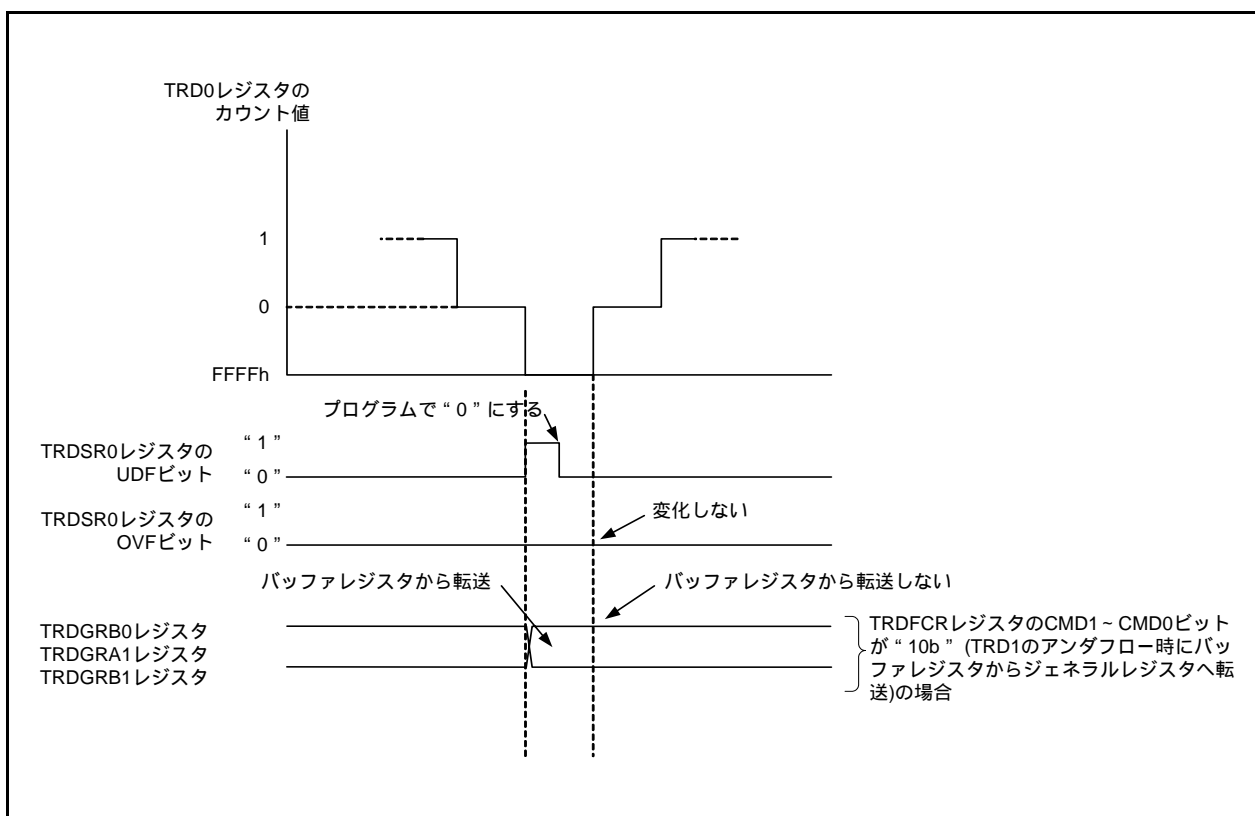 TRD0レジスタの
カウント値
1
0
FFFFh
プログラムで“0”にする
TRDSR0レジスタの
UDFビット
“1”
“0”
TRDSR0レジスタの
OVFビット
“1”
“0”
変化しない
バッファレジスタから転送
バッファレジスタから転送しない
TRDGRB0レジスタ
TRDGRA1レジスタ
TRDGRB1レジスタ
TRDFCRレジスタのCMD1~CMD0ビット
が“10b”(TRD1のアンダフロー時にバッ
ファレジスタからジェネラルレジスタへ転
送)の場合